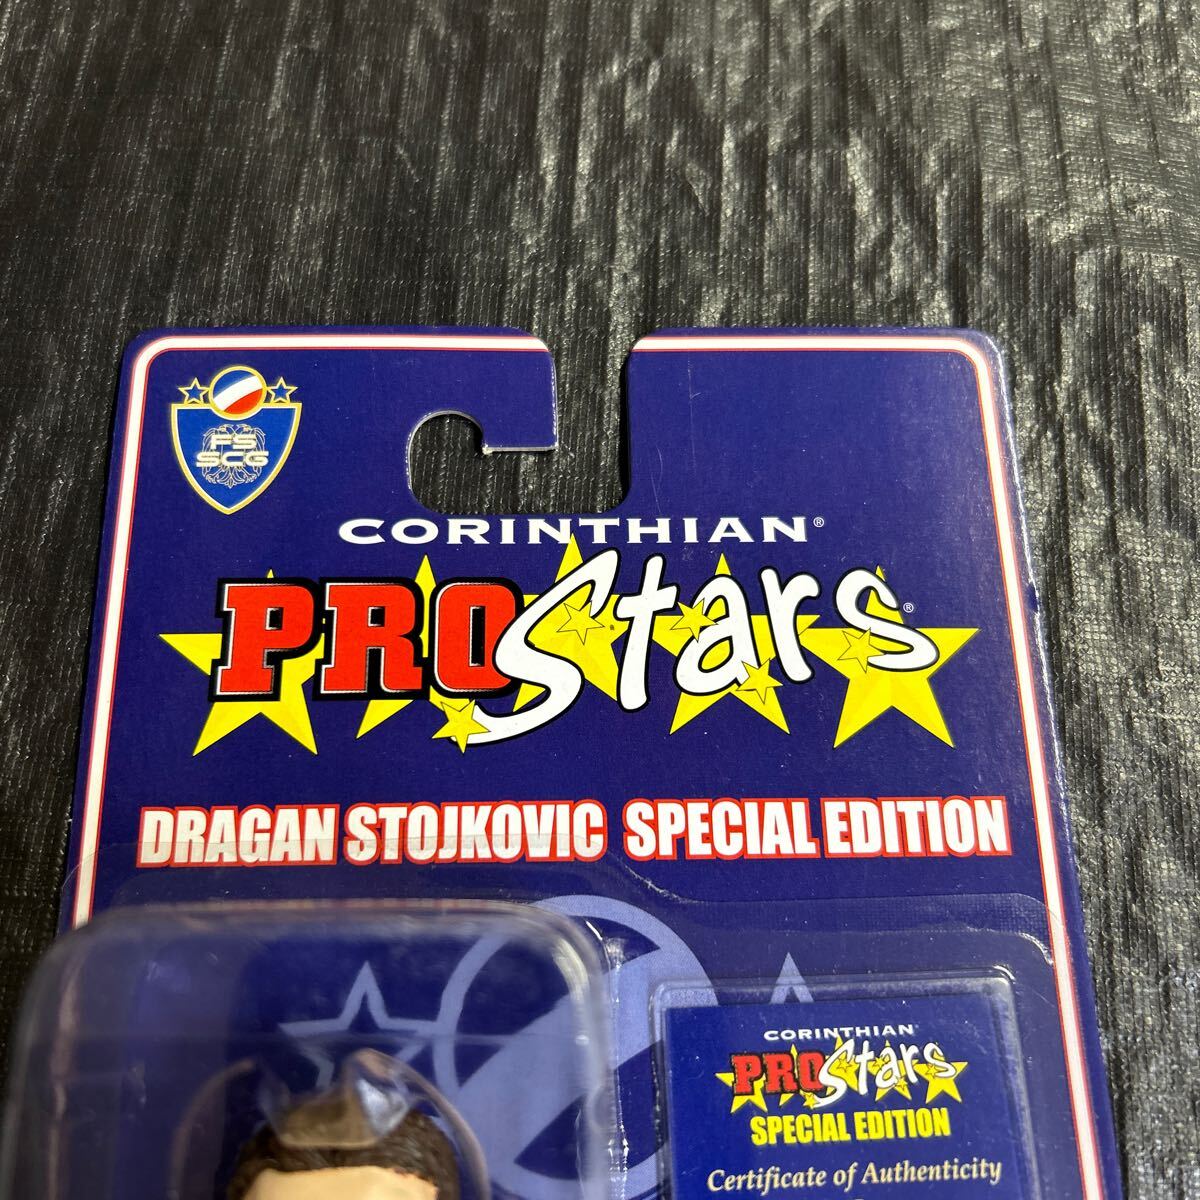 FS
SCG
CORINTHIAN®
PROStars®
DRAGAN STOJKOVIC SPECIAL EDITION
CORINTHIAN
PROStars
SPECIAL EDITION
Certificate of Authenticity